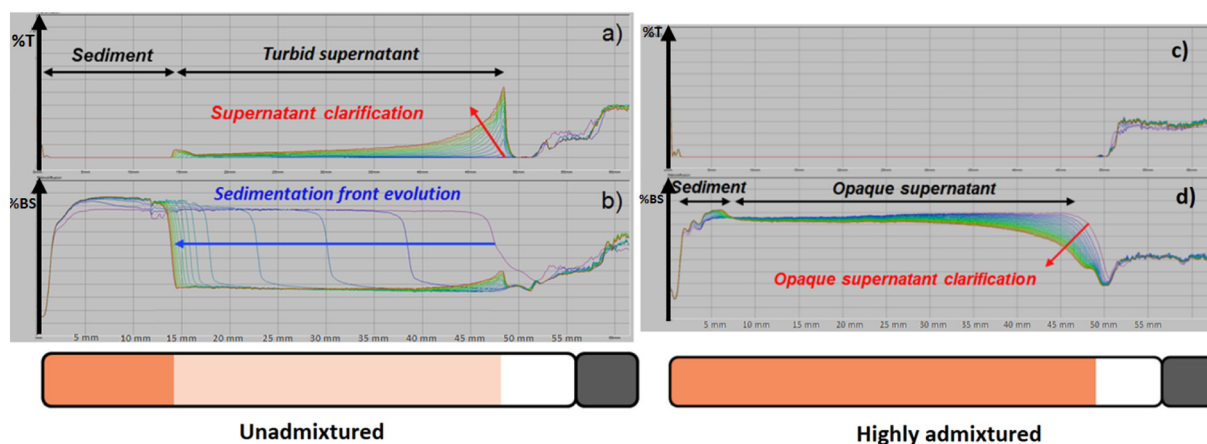 a)
%T
Sediment
Turbid supernatant
Supernatant clarification
b)
%BS
Sedimentation front evolution
5 mm 10 mm 15 mm 20 mm 25 mm 30 mm 35 mm 40 mm 45 mm 50 mm 55 mm
Unadmixtured
c)
%T
Sediment
Opaque supernatant
d)
%BS
Opaque supernatant clarification
5 mm 10 mm 15 mm 20 mm 25 mm 30 mm 35 mm 40 mm 45 mm 50 mm 55 mm
Highly admixtured